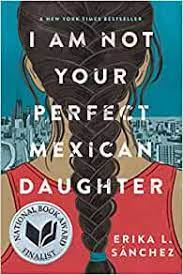 A NEW YORK TIMES BESTSELLER
I AM NOT
YOUR
PERFECT
MEXICAN
DAUGHTER
NATIONAL BOOK AWARD
FINALIST
ERIKA L.
SÁNCHEZ